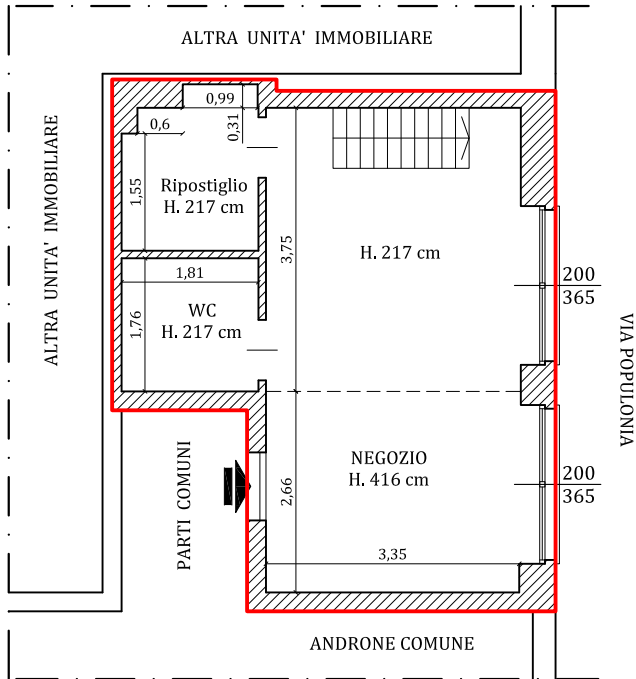 ALTRA UNITA' IMMOBILIARE
ALTRA UNITA' IMMOBILIARE
0,99
0,6
0,31
1,55
Ripostiglio
H. 217 cm
3,75
H. 217 cm
1,81
1,76
WC
H. 217 cm
200
365
VIA POPULONIA
PARTI COMUNI
NEGOZIO
H. 416 cm
2,66
200
365
3,35
ANDRONE COMUNE